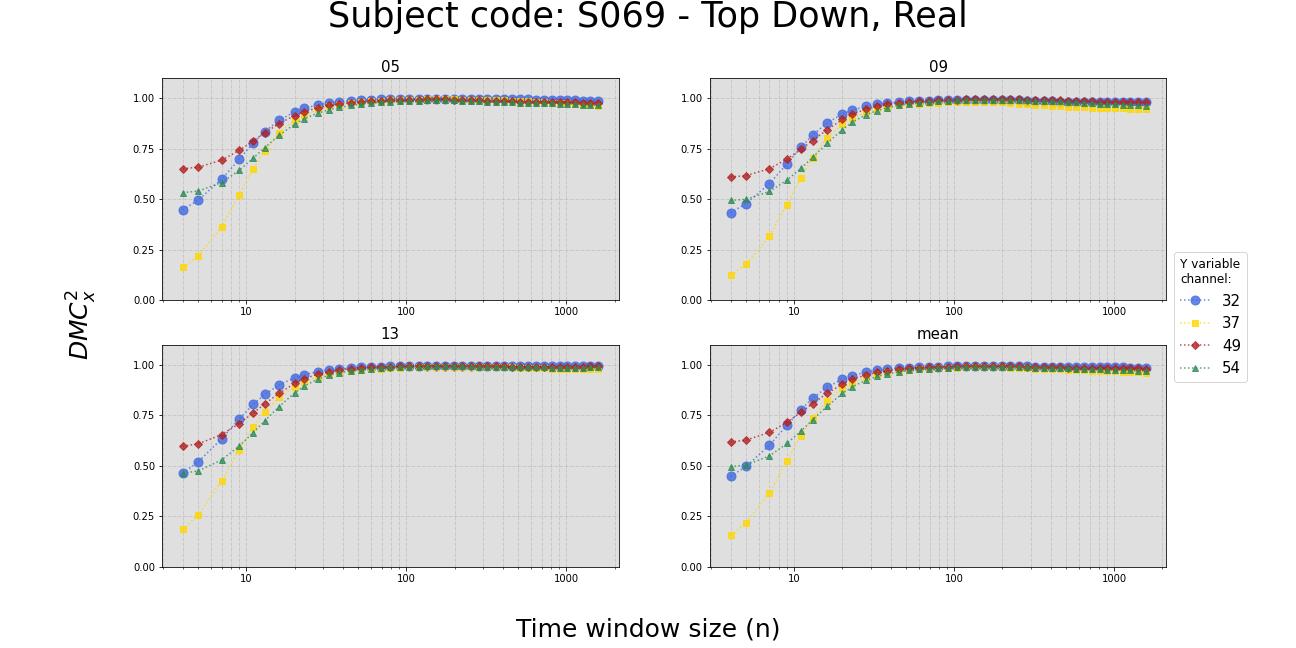 Subject code: S069 - Top Down, Real
05
1.00
0.75
0.50
0.25
0.00
10 100 1000
09
1.00
0.75
0.50
0.25
0.00
10 100 1000
13
1.00
0.75
0.50
0.25
0.00
10 100 1000
mean
1.00
0.75
0.50
0.25
0.00
10 100 1000
DMC²ₓ
Y variable
channel:
32
37
49
54
Time window size (n)